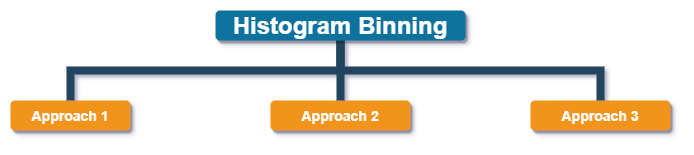 Histogram Binning
Approach 1
Approach 2
Approach 3